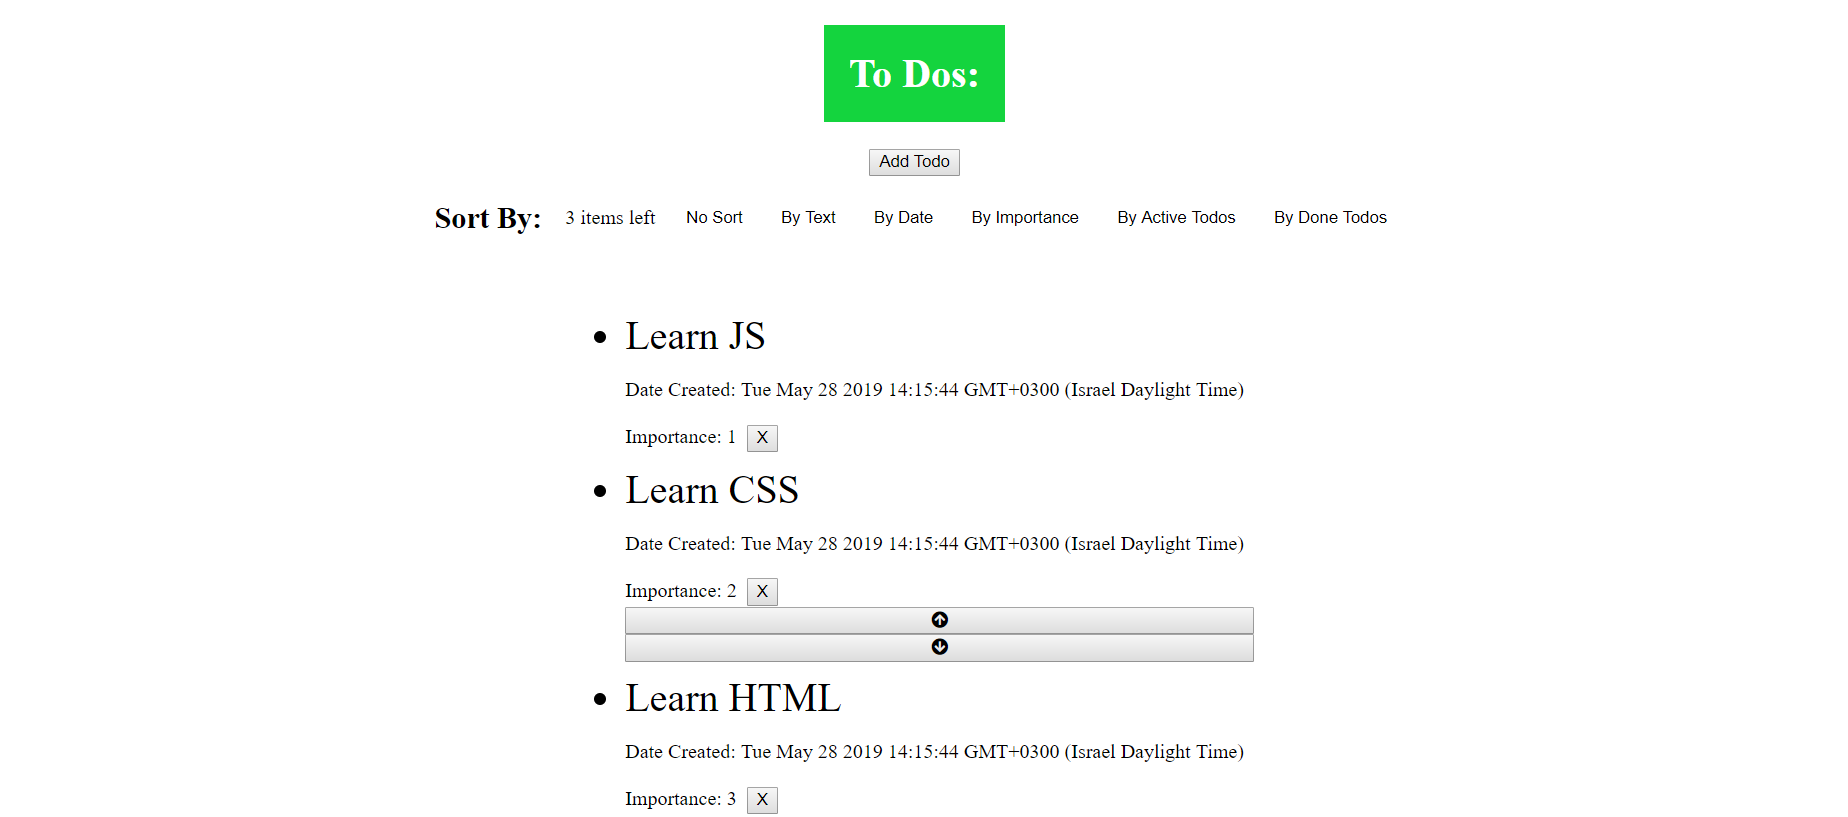 To Dos:
Add Todo
Sort By: 3 items left No Sort By Text By Date By Importance By Active Todos By Done Todos
Learn JS
Date Created: Tue May 28 2019 14:15:44 GMT+0300 (Israel Daylight Time)
Importance: 1 X
Learn CSS
Date Created: Tue May 28 2019 14:15:44 GMT+0300 (Israel Daylight Time)
Importance: 2 X
Learn HTML
Date Created: Tue May 28 2019 14:15:44 GMT+0300 (Israel Daylight Time)
Importance: 3 X